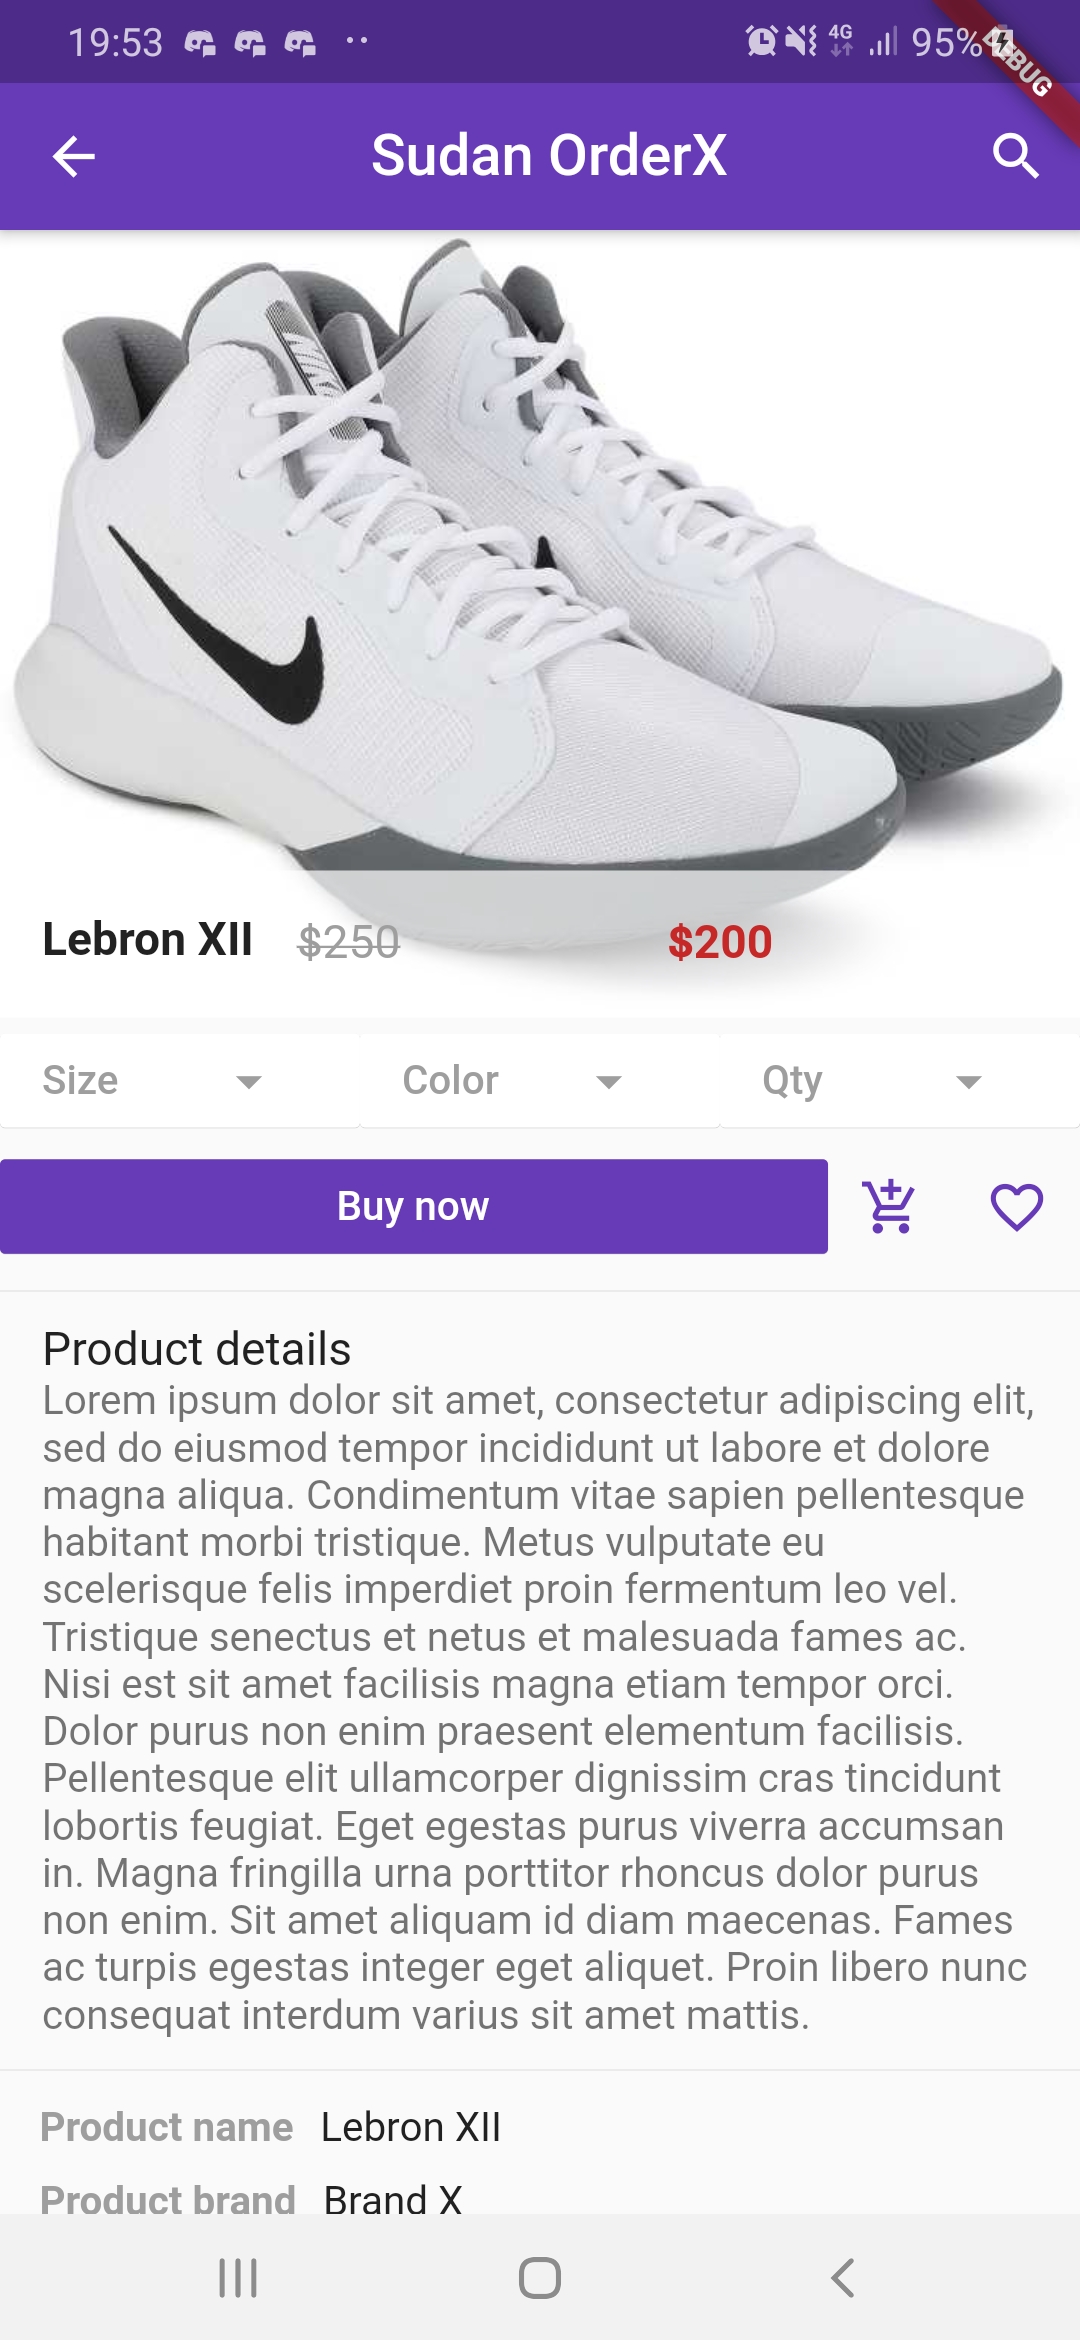 19:53
4G
95%
DEBUG
Sudan OrderX
Lebron XII $250 $200
Size Color Qty
Buy now
Product details
Lorem ipsum dolor sit amet, consectetur adipiscing elit,
sed do eiusmod tempor incididunt ut labore et dolore
magna aliqua. Condimentum vitae sapien pellentesque
habitant morbi tristique. Metus vulputate eu
scelerisque felis imperdiet proin fermentum leo vel.
Tristique senectus et netus et malesuada fames ac.
Nisi est sit amet facilisis magna etiam tempor orci.
Dolor purus non enim praesent elementum facilisis.
Pellentesque elit ullamcorper dignissim cras tincidunt
lobortis feugiat. Eget egestas purus viverra accumsan
in. Magna fringilla urna porttitor rhoncus dolor purus
non enim. Sit amet aliquam id diam maecenas. Fames
ac turpis egestas integer eget aliquet. Proin libero nunc
consequat interdum varius sit amet mattis.
Product name Lebron XII
Product brand Brand X